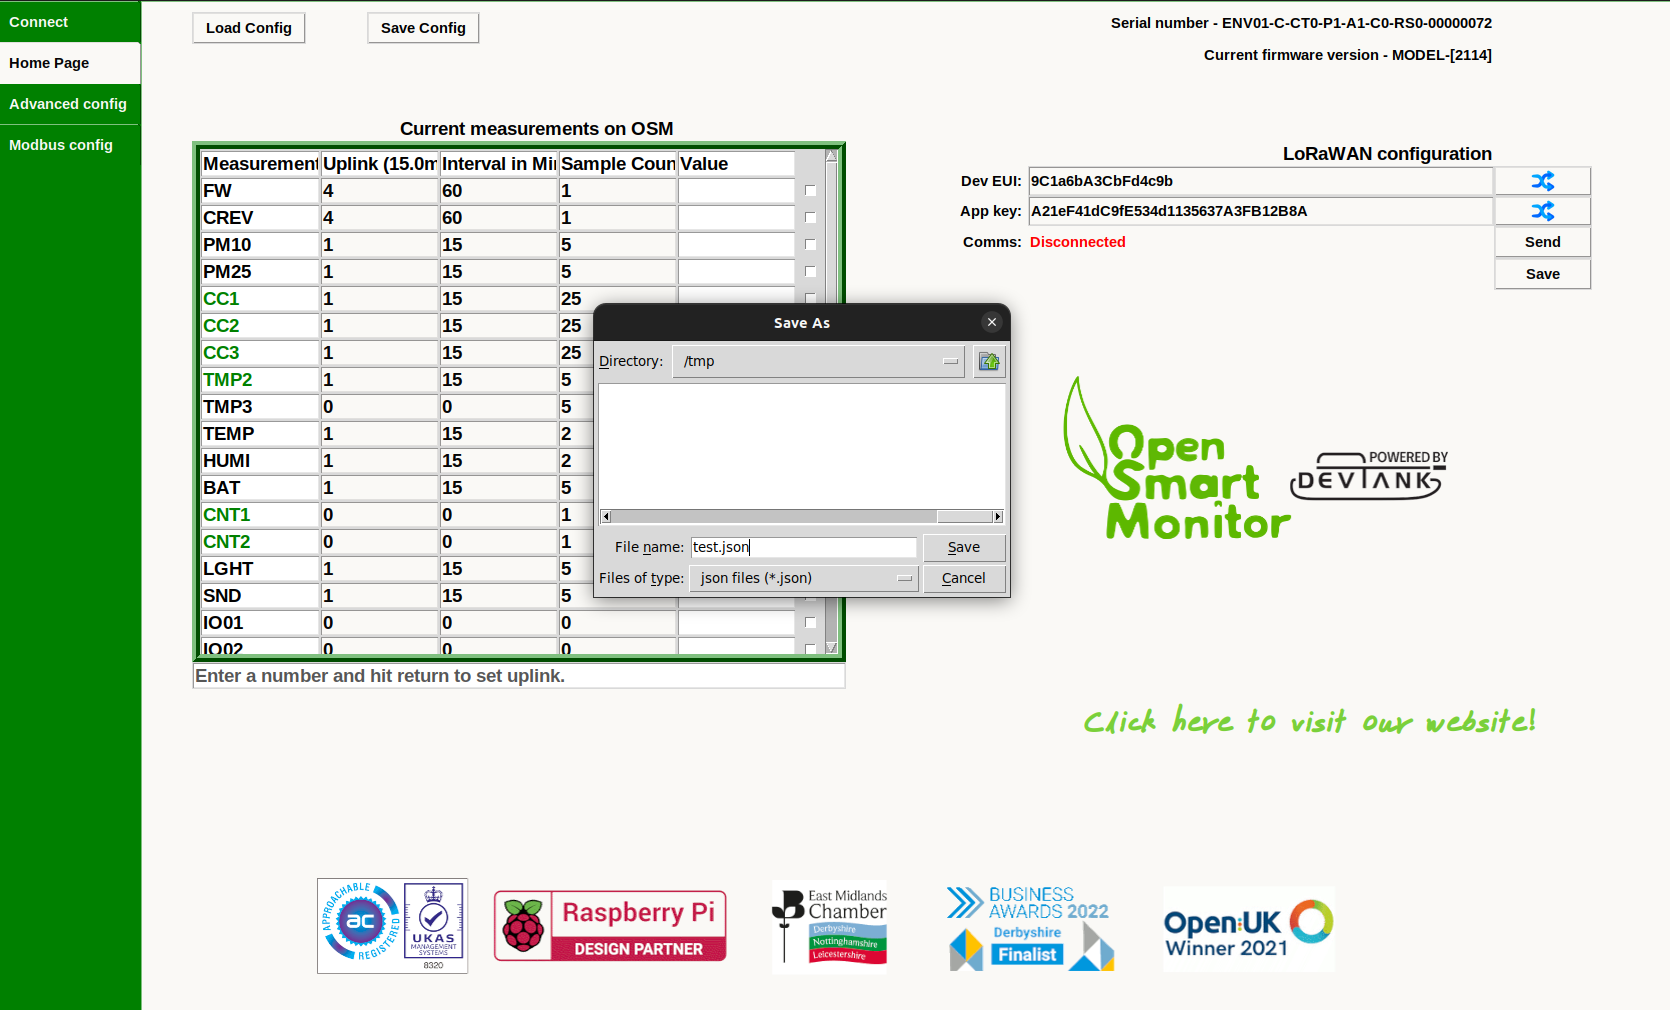 Connect
Home Page
Advanced config
Modbus config
Load Config
Save Config
Serial number - ENV01-C-CT0-P1-A1-C0-RS0-00000072
Current firmware version - MODEL-[2114]
Current measurements on OSM
Measurement Uplink (15.0m Interval in Min Sample Coun Value
FW 4 60 1
CREV 4 60 1
PM10 1 15 5
PM25 1 15 5
CC1 1 15 25
CC2 1 15 25
CC3 1 15 25
TMP2 1 15 5
TMP3 0 0 5
TEMP 1 15 2
HUMI 1 15 2
BAT 1 15 5
CNT1 0 0 1
CNT2 0 0 1
LGHT 1 15 5
SND 1 15 5
IO01 0 0 0
IO02 0 0 0
Enter a number and hit return to set uplink.
LoRaWAN configuration
Dev EUI: 9C1a6bA3CbFd4c9b
App key: A21eF41dC9fE534d1135637A3FB12B8A
Comms: Disconnected
Send
Save
Save As
Directory: /tmp
File name: test.json
Save
Files of type: json files (*.json)
Cancel
Open
Smart
Monitor
POWERED BY
DEVTANK
Click here to visit our website!
APPROACHABLE
ac
REGISTERED
UKAS
MANAGEMENT
SYSTEMS
8320
Raspberry Pi
DESIGN PARTNER
East Midlands
Chamber
Derbyshire
Nottinghamshire
Leicestershire
BUSINESS
AWARDS 2022
Derbyshire
Finalist
Open:UK
Winner 2021